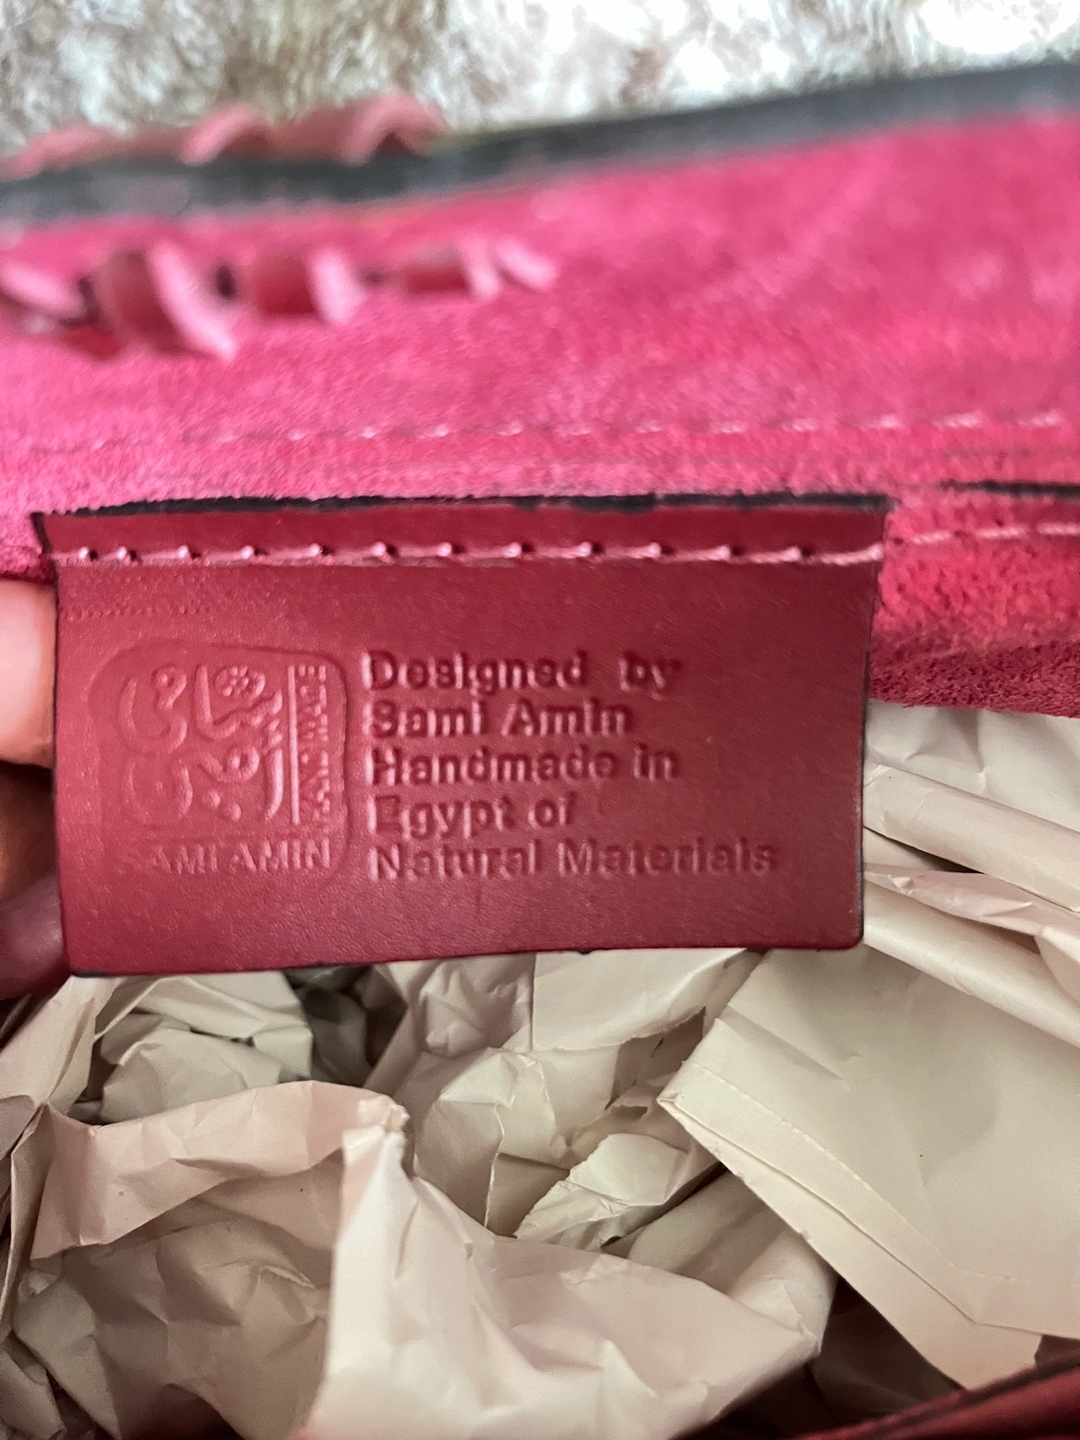 Designed by
Sami Amin
Handmade in
Egypt of
Natural Materials
SAMI AMIN